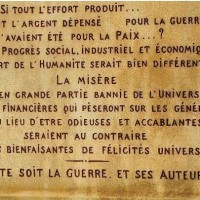 SI TOUT L'EFFORT PRODUIT...
T L'ARGENT DÉPENSÉ POUR LA GUERRE
'AVAIENT ÉTÉ POUR LA PAIX...?
PROGRÈS SOCIAL, INDUSTRIEL ET ÉCONOMIQ
RT DE L'HUMANITÉ SERAIT BIEN DIFFÉREN
LA MISÈRE
EN GRANDE PARTIE BANNIE DE L'UNIVERS
FINANCIÈRES QUI PÈSERONT SUR LES GÉNÉ
U LIEU D'ÊTRE ODIEUSES ET ACCABLANTES
SERAIENT AU CONTRAIRE
S BIENFAISANTES DE FÉLICITÉS UNIVERS
TE SOIT LA GUERRE, ET SES AUTEUR